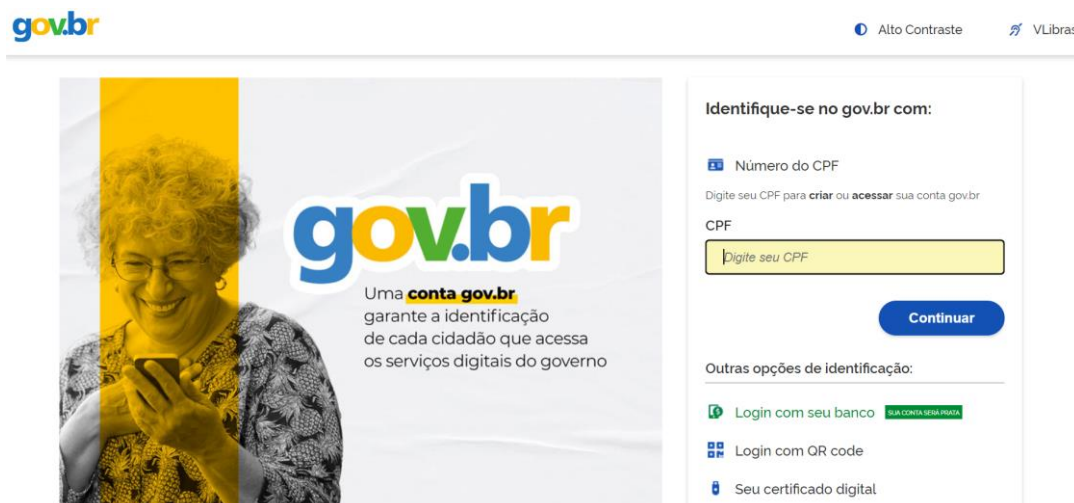 gov.br
Alto Contraste
VLibras
gov.br
Uma conta gov.br
garante a identificação
de cada cidadão que acessa
os serviços digitais do governo
Identifique-se no gov.br com:
Número do CPF
Digite seu CPF para criar ou acessar sua conta gov.br
CPF
Digite seu CPF
Continuar
Outras opções de identificação:
Login com seu banco SUA CONTA SERÁ PRATA
Login com QR code
Seu certificado digital